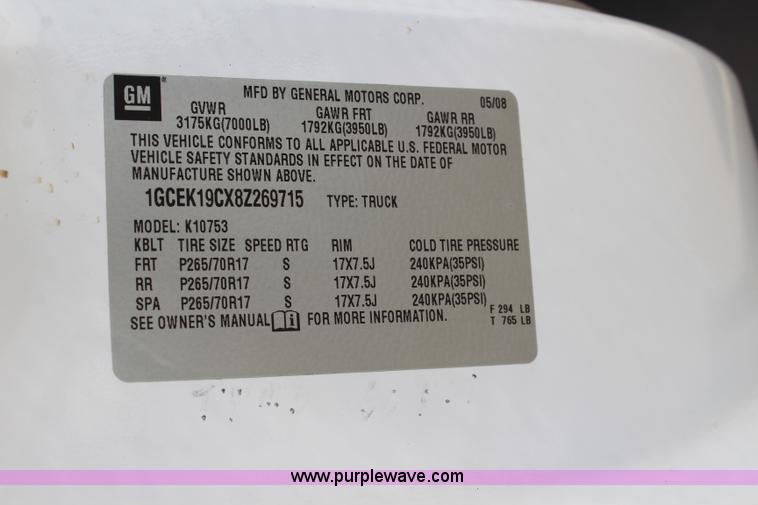 GM
MFD BY GENERAL MOTORS CORP. 05/08
GVWR GAWR FRT GAWR RR
3175KG(7000LB) 1792KG(3950LB) 1792KG(3950LB)
THIS VEHICLE CONFORMS TO ALL APPLICABLE U.S. FEDERAL MOTOR
VEHICLE SAFETY STANDARDS IN EFFECT ON THE DATE OF
MANUFACTURE SHOWN ABOVE.
1GCEK19CX8Z269715 TYPE: TRUCK
MODEL: K10753
KBLT TIRE SIZE SPEED RTG RIM COLD TIRE PRESSURE
FRT P265/70R17 S 17X7.5J 240KPA(35PSI)
RR P265/70R17 S 17X7.5J 240KPA(35PSI)
SPA P265/70R17 S 17X7.5J 240KPA(35PSI)
SEE OWNER'S MANUAL i FOR MORE INFORMATION.
F 294 LB
T 765 LB
www.purplewave.com